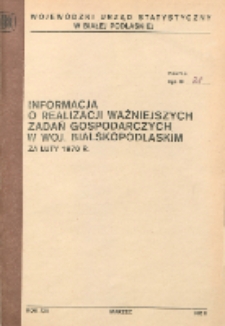 WOJEWÓDZKI URZĄD STATYSTYCZNY
W BIAŁEJ PODLASKIEJ
INFORMACJA
O REALIZACJI WAŻNIEJSZYCH
ZADAŃ GOSPODARCZYCH
W WOJ. BIALSKOPODLASKIM
ZA LUTY 1979 R.
MARZEC